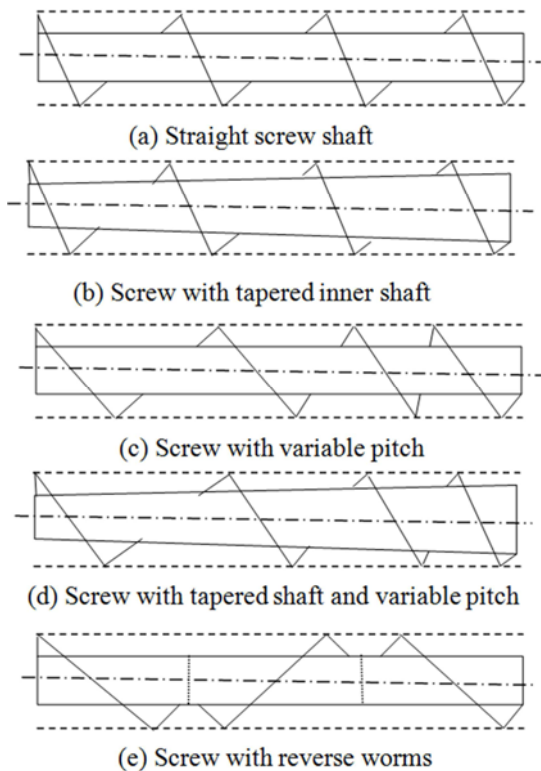 (a) Straight screw shaft
(b) Screw with tapered inner shaft
(c) Screw with variable pitch
(d) Screw with tapered shaft and variable pitch
(e) Screw with reverse worms